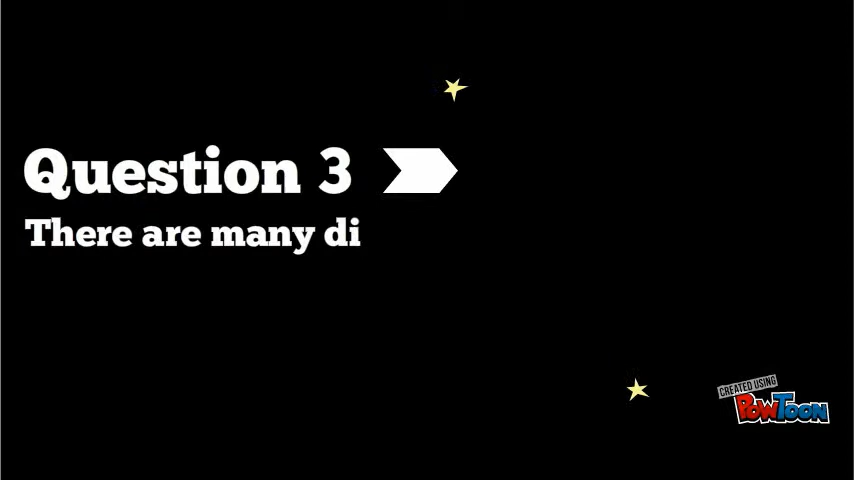 Question 3
There are many di
CREATED USING
POWTOON